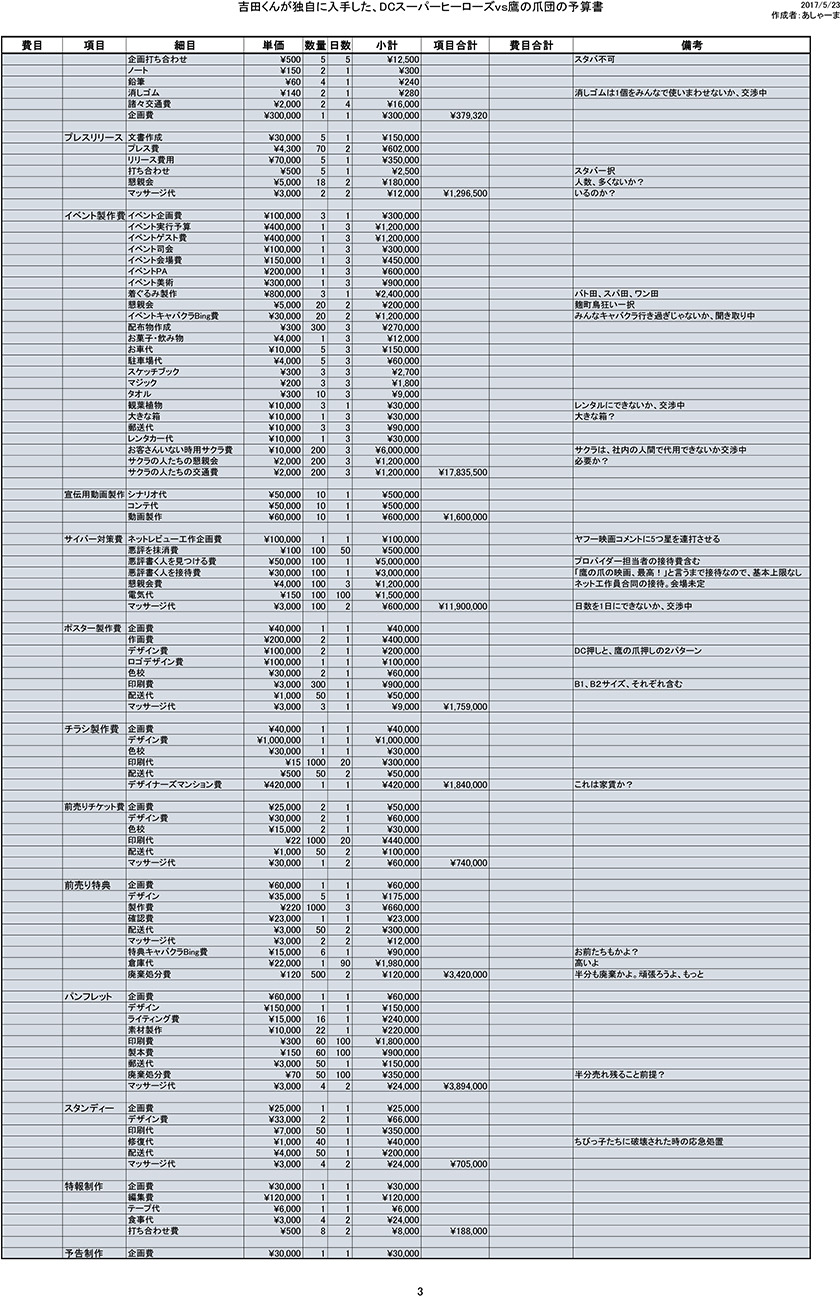 吉田くんが独自に入手した、DCスーパーヒーローズvs鷹の爪団の予算書
2017/5/23
作成者：あしゃーま
費目 項目 細目 単価 数量 日数 小計 項目合計 費目合計 備考
企画打ち合わせ ¥500 5 5 ¥12,500 スタバ不可
ノート ¥150 2 1 ¥300
鉛筆 ¥60 4 1 ¥240
消しゴム ¥140 2 1 ¥280 消しゴムは1個をみんなで使いまわせないか、交渉中
諸々交通費 ¥2,000 2 4 ¥16,000
企画費 ¥300,000 1 1 ¥300,000 ¥379,320
プレスリリース 文書作成 ¥30,000 5 1 ¥150,000
プレス費 ¥4,300 70 2 ¥602,000
リリース費用 ¥70,000 5 1 ¥350,000
打ち合わせ ¥500 5 1 ¥2,500 スタバ一択
懇親会 ¥5,000 18 2 ¥180,000 人数、多くないか？
マッサージ代 ¥3,000 2 2 ¥12,000 ¥1,296,500 いるのか？
イベント製作費 イベント企画費 ¥100,000 3 1 ¥300,000
イベント実行予算 ¥400,000 1 3 ¥1,200,000
イベントゲスト費 ¥400,000 1 3 ¥1,200,000
イベント司会 ¥100,000 1 3 ¥300,000
イベント会場費 ¥150,000 1 3 ¥450,000
イベントPA ¥200,000 1 3 ¥600,000
イベント美術 ¥300,000 1 3 ¥900,000
着ぐるみ製作 ¥800,000 3 1 ¥2,400,000 バト田、スパ田、ワン田
懇親会 ¥5,000 20 2 ¥200,000 麹町鳥狂い一択
イベントキャバクラBing費 ¥30,000 20 2 ¥1,200,000 みんなキャバクラ行き過ぎじゃないか、聞き取り中
配布物作成 ¥300 300 3 ¥270,000
お菓子・飲み物 ¥4,000 1 3 ¥12,000
お車代 ¥10,000 5 3 ¥150,000
駐車場代 ¥4,000 5 3 ¥60,000
スケッチブック ¥300 3 3 ¥2,700
マジック ¥200 3 3 ¥1,800
タオル ¥300 10 3 ¥9,000
観葉植物 ¥10,000 3 1 ¥30,000 レンタルにできないか、交渉中
大きな箱 ¥10,000 1 3 ¥30,000 大きな箱？
郵送代 ¥10,000 3 3 ¥90,000
レンタカー代 ¥10,000 1 3 ¥30,000
お客さんいない時用サクラ費 ¥10,000 200 3 ¥6,000,000 サクラは、社内の人間で代用できないか交渉中
サクラの人たちの懇親会 ¥2,000 200 3 ¥1,200,000 必要か？
サクラの人たちの交通費 ¥2,000 200 3 ¥1,200,000 ¥17,835,500
宣伝用動画製作 シナリオ代 ¥50,000 10 1 ¥500,000
コンテ代 ¥50,000 10 1 ¥500,000
動画製作 ¥60,000 10 1 ¥600,000 ¥1,600,000
サイバー対策費 ネットレビュー工作企画費 ¥100,000 1 1 ¥100,000 ヤフー映画コメントに5つ星を連打させる
悪評を抹消費 ¥100 100 50 ¥500,000
悪評書く人を見つける費 ¥50,000 100 1 ¥5,000,000 プロバイダー担当者の接待費含む
悪評書く人を接待費 ¥30,000 100 1 ¥3,000,000 「鷹の爪の映画、最高！」と言うまで接待なので、基本上限なし
懇親会費 ¥4,000 100 3 ¥1,200,000 ネット工作員合同の接待。会場未定
電気代 ¥150 100 100 ¥1,500,000
マッサージ代 ¥3,000 100 2 ¥600,000 ¥11,900,000 日数を1日にできないか、交渉中
ポスター製作費 企画費 ¥40,000 1 1 ¥40,000
作画費 ¥200,000 2 1 ¥400,000
デザイン費 ¥100,000 2 1 ¥200,000 DC押しと、鷹の爪押しの2パターン
ロゴデザイン費 ¥100,000 1 1 ¥100,000
色校 ¥30,000 2 1 ¥60,000
印刷費 ¥3,000 300 1 ¥900,000 B1、B2サイズ、それぞれ含む
配送代 ¥1,000 50 1 ¥50,000
マッサージ代 ¥3,000 3 1 ¥9,000 ¥1,759,000
チラシ製作費 企画費 ¥40,000 1 1 ¥40,000
デザイン費 ¥1,000,000 1 1 ¥1,000,000
色校 ¥30,000 1 1 ¥30,000
印刷代 ¥15 1000 20 ¥300,000
配送代 ¥500 50 2 ¥50,000
デザイナーズマンション費 ¥420,000 1 1 ¥420,000 ¥1,840,000 これは家賃か？
前売りチケット費 企画費 ¥25,000 2 1 ¥50,000
デザイン費 ¥30,000 2 1 ¥60,000
色校 ¥15,000 2 1 ¥30,000
印刷代 ¥22 1000 20 ¥440,000
配送代 ¥1,000 50 2 ¥100,000
マッサージ代 ¥30,000 1 2 ¥60,000 ¥740,000
前売り特典 企画費 ¥60,000 1 1 ¥60,000
デザイン ¥35,000 5 1 ¥175,000
製作費 ¥220 1000 3 ¥660,000
確認費 ¥23,000 1 1 ¥23,000
配送代 ¥3,000 50 2 ¥300,000
マッサージ代 ¥3,000 2 2 ¥12,000
特典キャバクラBing費 ¥15,000 6 1 ¥90,000 お前たちもかよ？
倉庫代 ¥22,000 1 90 ¥1,980,000 高いよ
廃棄処分費 ¥120 500 2 ¥120,000 ¥3,420,000 半分も廃棄かよ。頑張ろうよ、もっと
パンフレット 企画費 ¥60,000 1 1 ¥60,000
デザイン ¥150,000 1 1 ¥150,000
ライティング費 ¥15,000 16 1 ¥240,000
素材製作 ¥10,000 22 1 ¥220,000
印刷費 ¥300 60 100 ¥1,800,000
製本費 ¥150 60 100 ¥900,000
郵送代 ¥3,000 50 1 ¥150,000
廃棄処分費 ¥70 50 100 ¥350,000 半分売れ残ること前提？
マッサージ代 ¥3,000 4 2 ¥24,000 ¥3,894,000
スタンディー 企画費 ¥25,000 1 1 ¥25,000
デザイン費 ¥33,000 2 1 ¥66,000
印刷代 ¥7,000 50 1 ¥350,000
修復代 ¥1,000 40 1 ¥40,000 ちびっ子たちに破壊された時の応急処置
配送代 ¥4,000 50 1 ¥200,000
マッサージ代 ¥3,000 4 2 ¥24,000 ¥705,000
特報制作 企画費 ¥30,000 1 1 ¥30,000
編集費 ¥120,000 1 1 ¥120,000
テープ代 ¥6,000 1 1 ¥6,000
食事代 ¥3,000 4 2 ¥24,000
打ち合わせ費 ¥500 8 2 ¥8,000 ¥188,000
予告制作 企画費 ¥30,000 1 1 ¥30,000
3